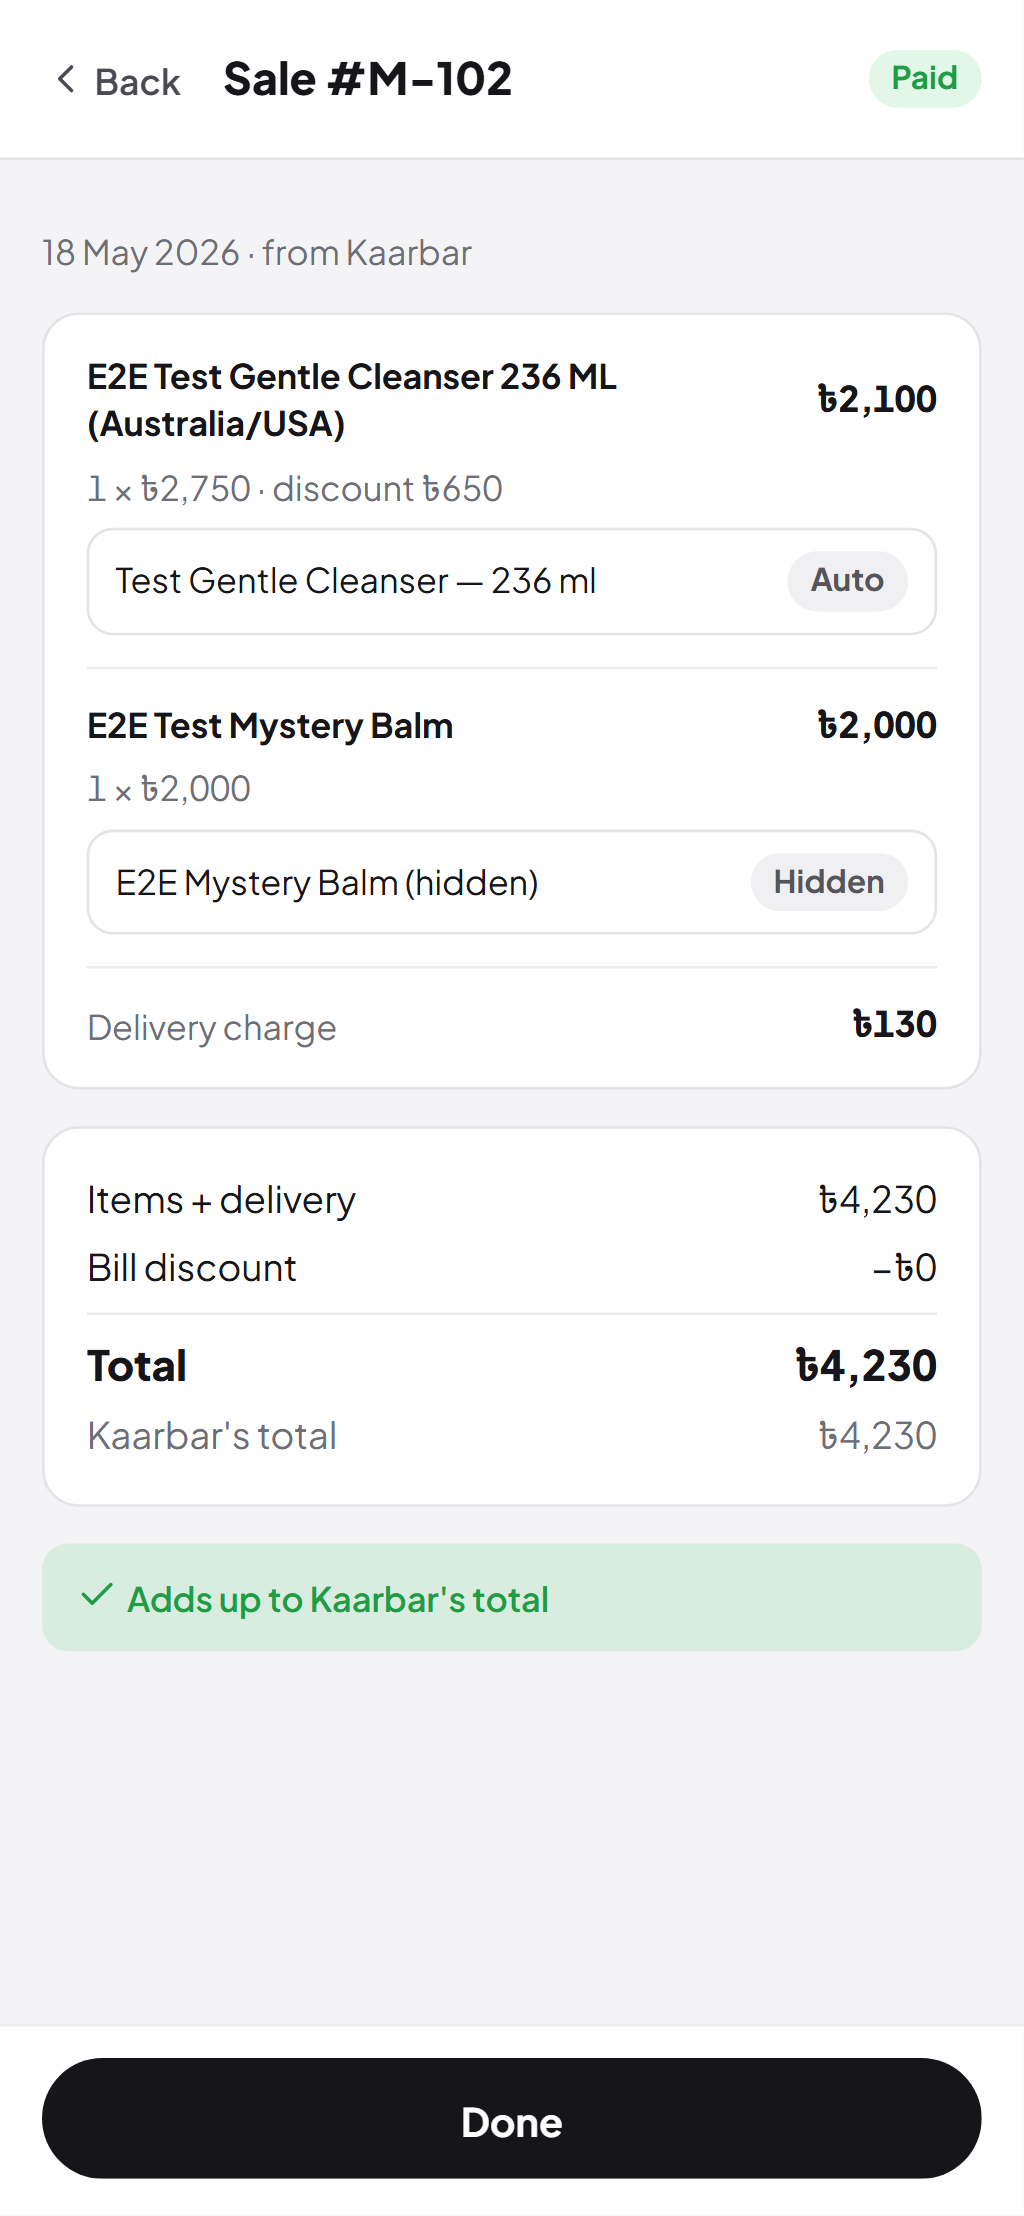 Back
Sale #M-102
Paid
18 May 2026 · from Kaarbar
E2E Test Gentle Cleanser 236 ML
(Australia/USA)
৳2,100
1 × ৳2,750 · discount ৳650
Test Gentle Cleanser — 236 ml
Auto
E2E Test Mystery Balm
৳2,000
1 × ৳2,000
E2E Mystery Balm (hidden)
Hidden
Delivery charge
৳130
Items + delivery
৳4,230
Bill discount
−৳0
Total
৳4,230
Kaarbar's total
৳4,230
Adds up to Kaarbar's total
Done